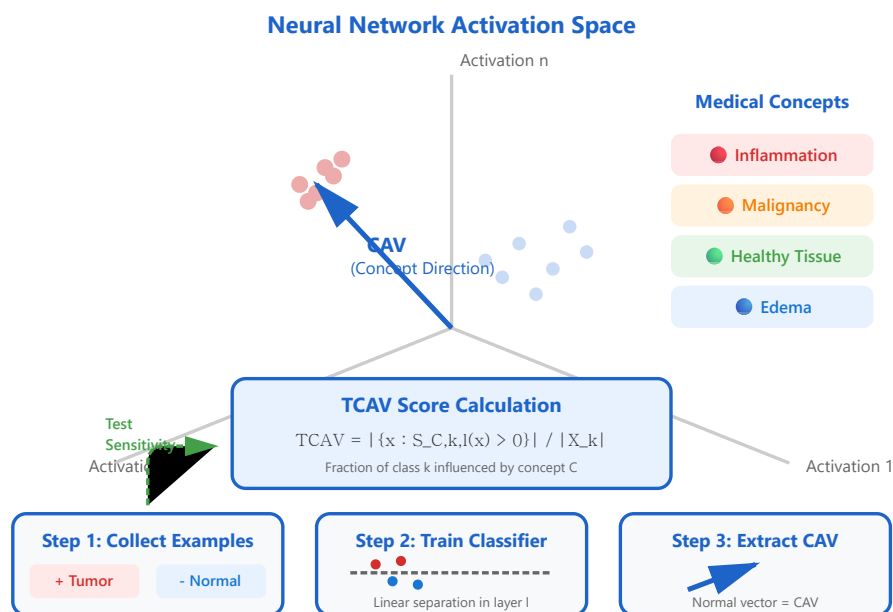 Neural Network Activation Space
Activation n
Medical Concepts
Inflammation
Malignancy
Healthy Tissue
Edema
CAV
(Concept Direction)
TCAV Score Calculation
TCAV = |{x : S_C,k,l(x) > 0}| / |X_k|
Fraction of class k influenced by concept C
Test
Sensitivity
Activation 1
Step 1: Collect Examples
+ Tumor
- Normal
Step 2: Train Classifier
Linear separation in layer l
Step 3: Extract CAV
Normal vector = CAV